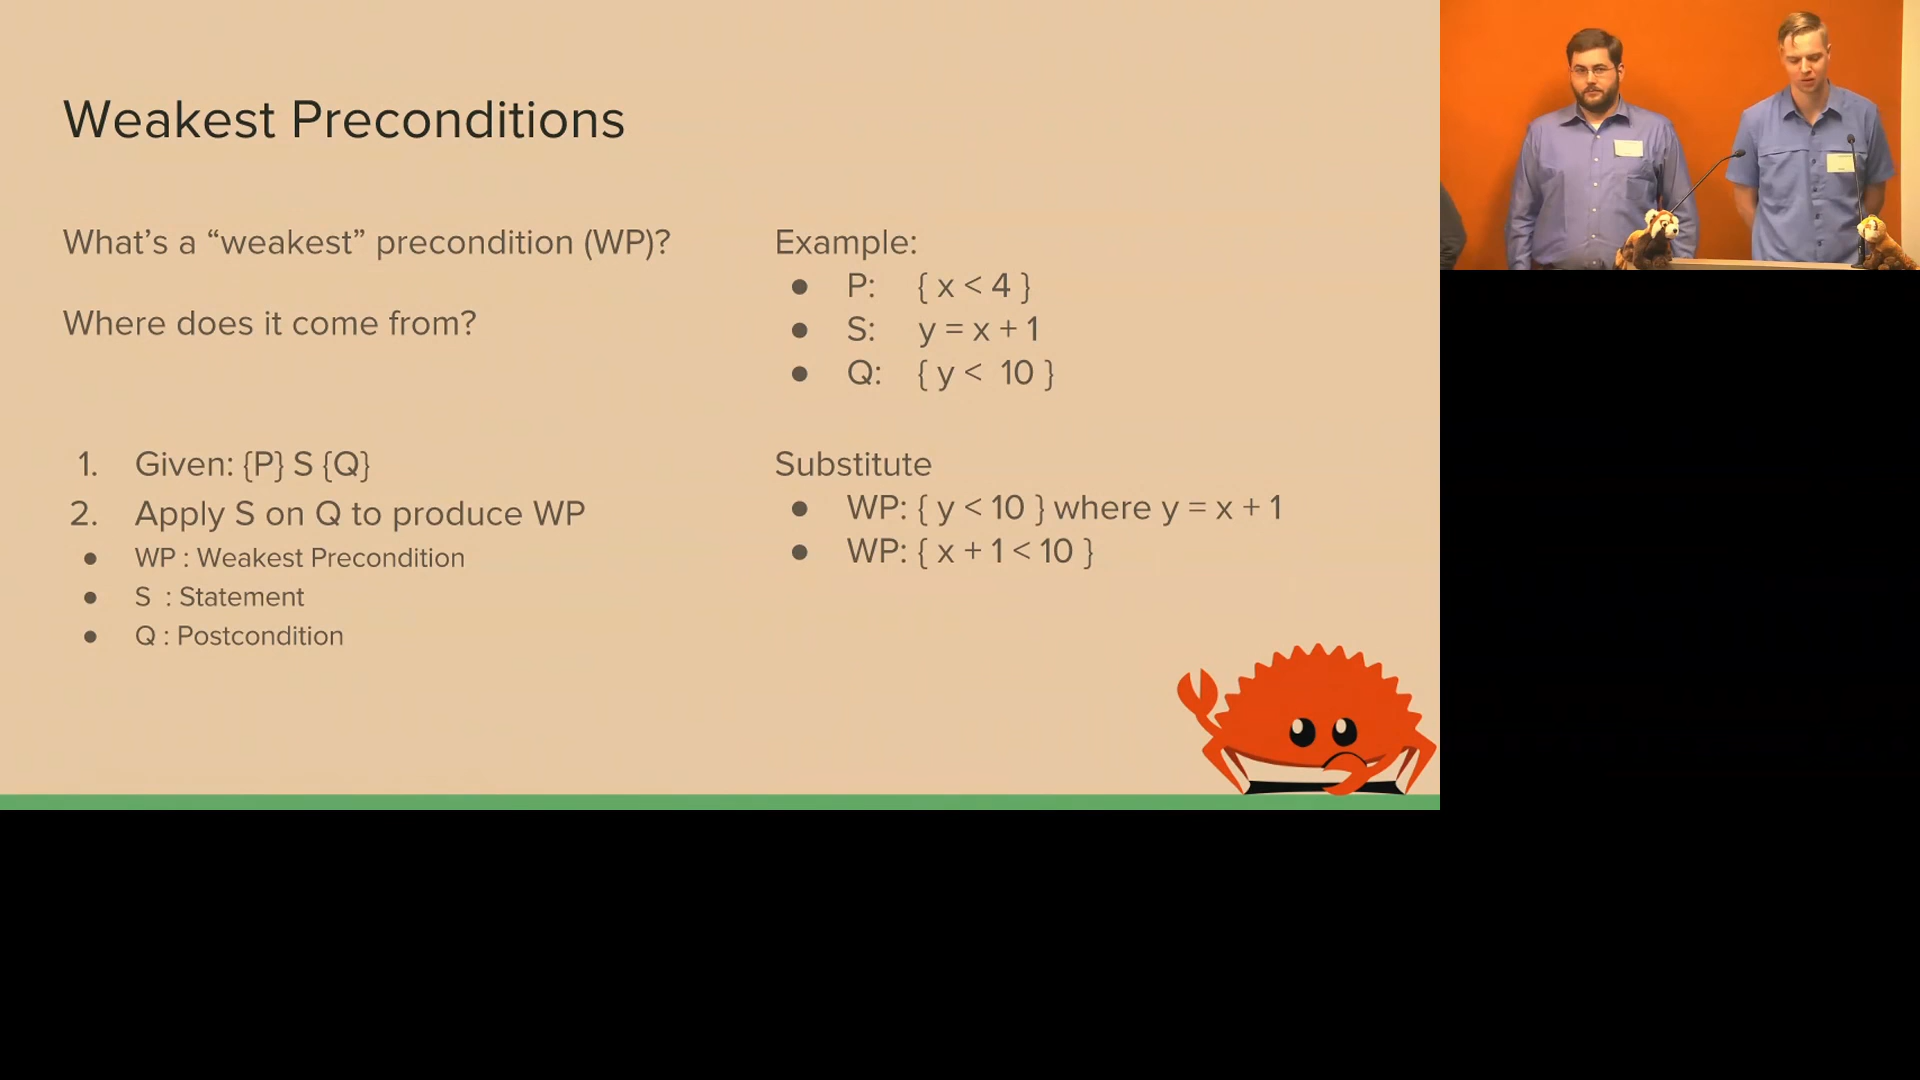 Weakest Preconditions
What's a “weakest” precondition (WP)?
Where does it come from?
1. Given: {P} S {Q}
2. Apply S on Q to produce WP
● WP : Weakest Precondition
● S : Statement
● Q : Postcondition
Example:
● P: { x < 4 }
● S: y = x + 1
● Q: { y < 10 }
Substitute
● WP: { y < 10 } where y = x + 1
● WP: { x + 1 < 10 }